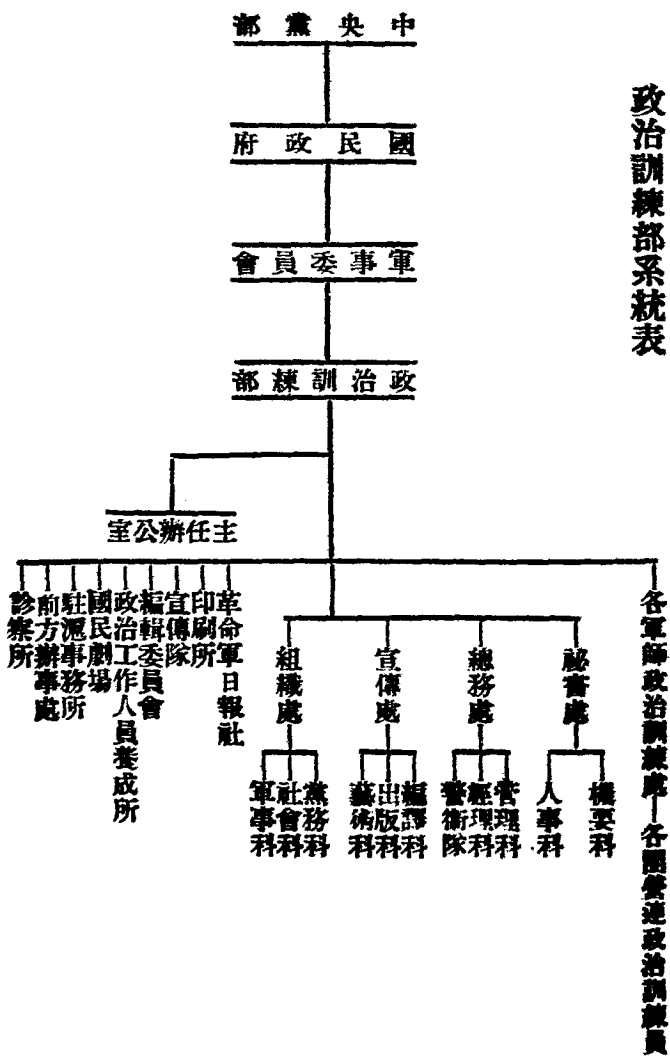 政治訓練部系統表
中央黨部
國民政府
軍事委員會
政治訓練部
主任辦公室
各軍師政治訓練處
各團營連政治訓練員
祕書處
機要科
人事科
總務處
管理科
經理科
警衛隊
宣傳處
編譯科
出版科
藝術科
組織處
黨務科
社會科
軍事科
革命軍日報社
印刷所
宣傳隊
編輯委員會
政治工作人員養成所
國民劇場
駐滬事務所
前方辦事處
診察所